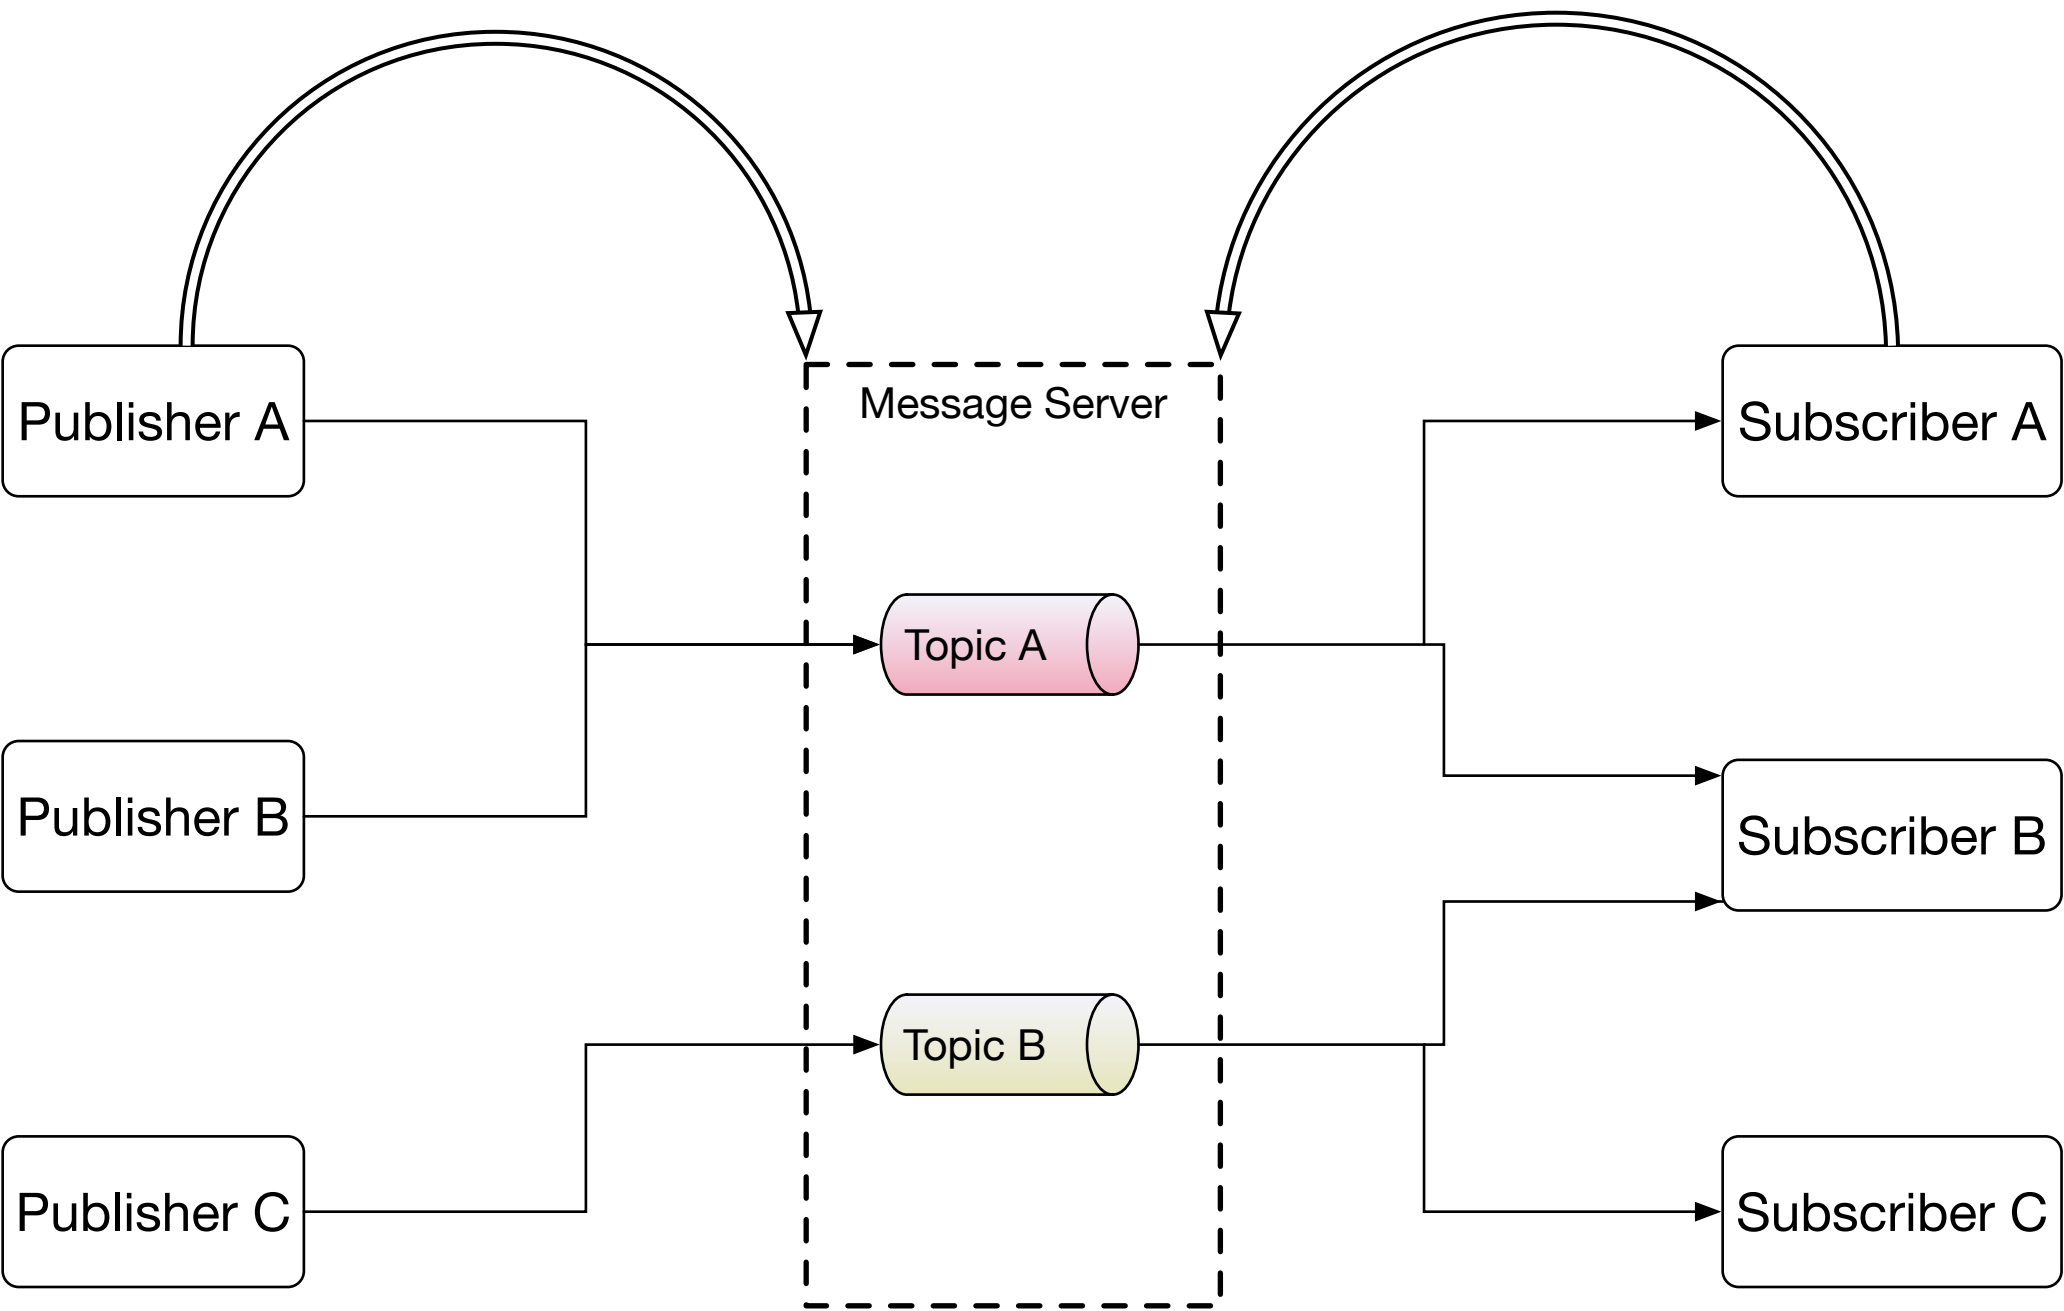 Message Server
Publisher A
Subscriber A
Topic A
Publisher B
Subscriber B
Topic B
Publisher C
Subscriber C